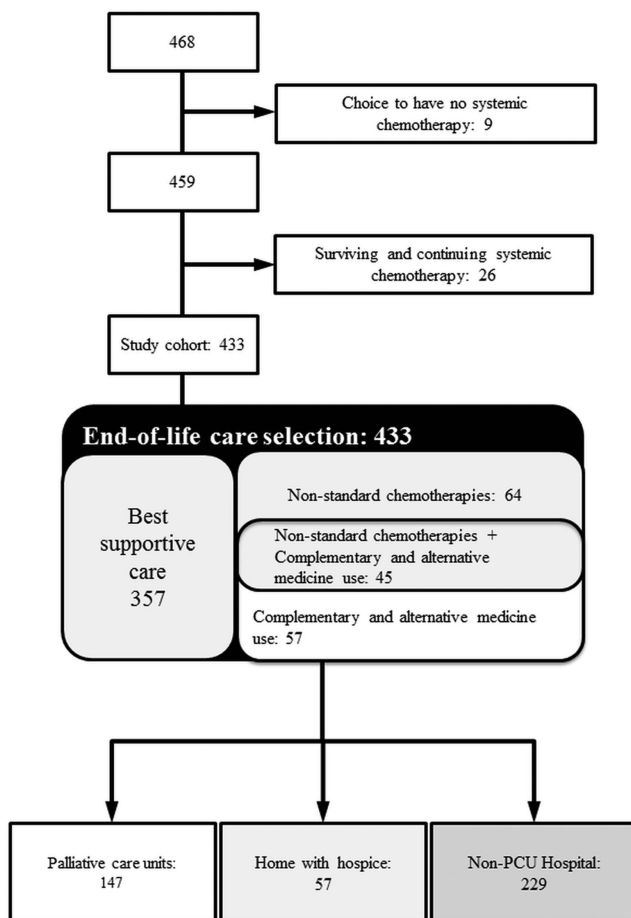 468
Choice to have no systemic
chemotherapy: 9
459
Surviving and continuing systemic
chemotherapy: 26
Study cohort: 433
End-of-life care selection: 433
Best
supportive
care
357
Non-standard chemotherapies: 64
Non-standard chemotherapies +
Complementary and alternative
medicine use: 45
Complementary and alternative medicine
use: 57
Palliative care units:
147
Home with hospice:
57
Non-PCU Hospital:
229